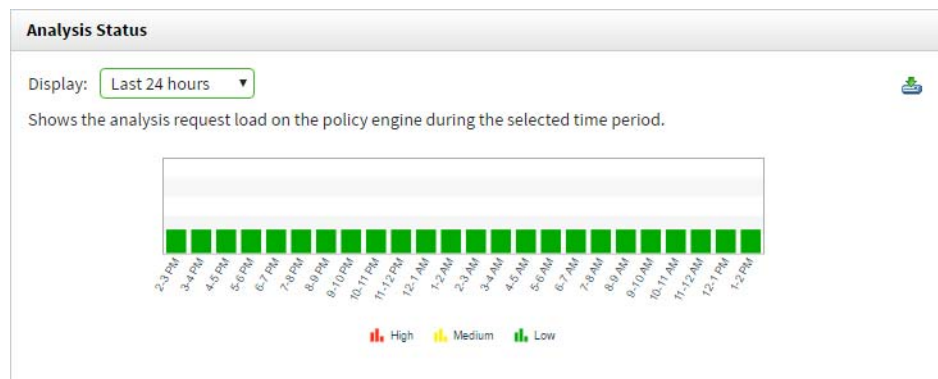 Analysis Status
Display: Last 24 hours
Shows the analysis request load on the policy engine during the selected time period.
2-3 PM 3-4 PM 4-5 PM 5-6 PM 6-7 PM 7-8 PM 8-9 PM 9-10 PM 10-11 PM 11-12 PM 12-1 AM 1-2 AM 2-3 AM 3-4 AM 4-5 AM 5-6 AM 6-7 AM 7-8 AM 8-9 AM 9-10 AM 10-11 AM 11-12 AM 12-1 PM 1-2 PM
High Medium Low